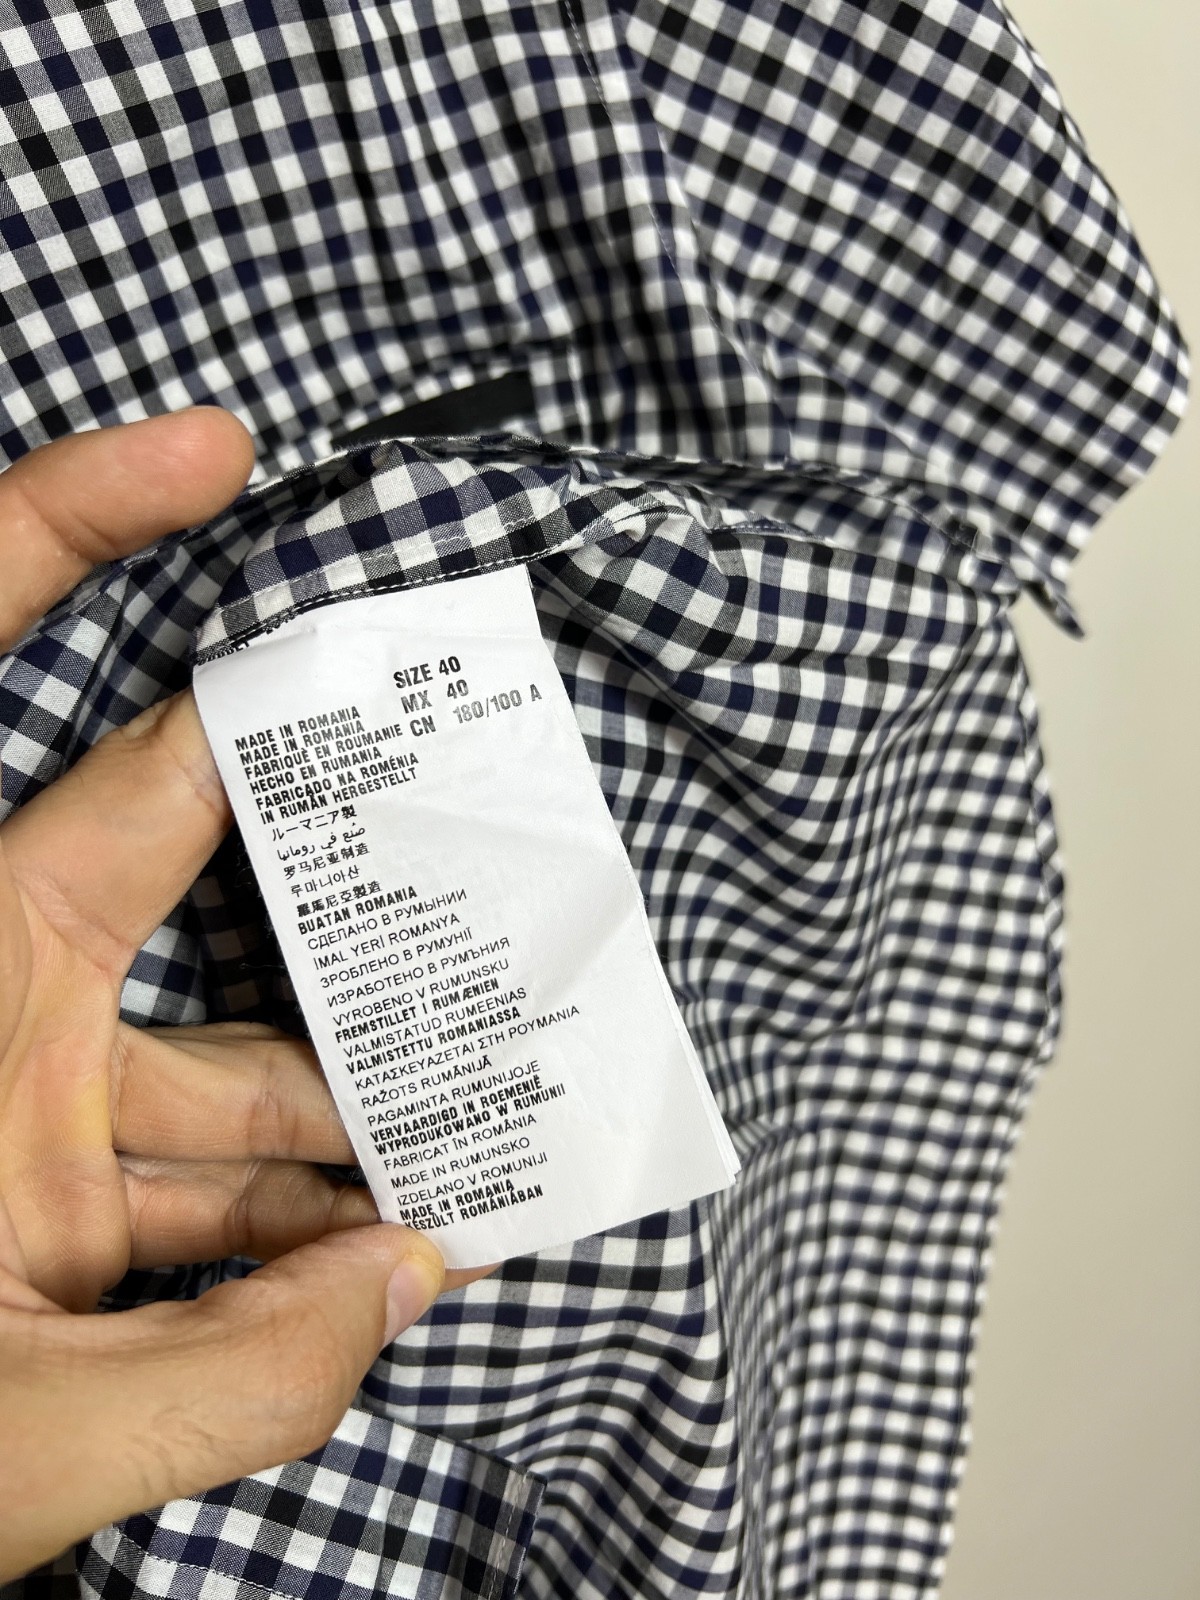 SIZE 40
MX 40
CN 180/100 A
MADE IN ROMANIA
MADE IN ROMANIA
FABRIQUÉ EN ROUMANIE
HECHO EN RUMANIA
FABRICADO NA ROMÉNIA
IN RUMÄN HERGESTELLT
ルーマニア製
صنع في رومانيا
罗马尼亚制造
루마니아산
羅馬尼亞製造
BUATAN ROMANIA
СДЕЛАНО В РУМЫНИИ
İMAL YERİ ROMANYA
ЗРОБЛЕНО В РУМУНІЇ
ИЗРАБОТЕНО В РУМЪНИЯ
VYROBENO V RUMUNSKU
FREMSTILLET I RUMÆNIEN
VALMISTATUD RUMEENIAS
VALMISTETTU ROMANIASSA
ΚΑΤΑΣΚΕΥΑΖΕΤΑΙ ΣΤΗ ΡΟΥΜΑΝΙΑ
RAŽOTS RUMĀNIJĀ
PAGAMINTA RUMUNIJOJE
VERVAARDIGD IN ROEMENIË
WYPRODUKOWANO W RUMUNII
FABRICAT ÎN ROMÂNIA
MADE IN RUMUNSKO
IZDELANO V ROMUNIJI
MADE IN ROMANIA
KÉSZÜLT ROMÁNIÁBAN